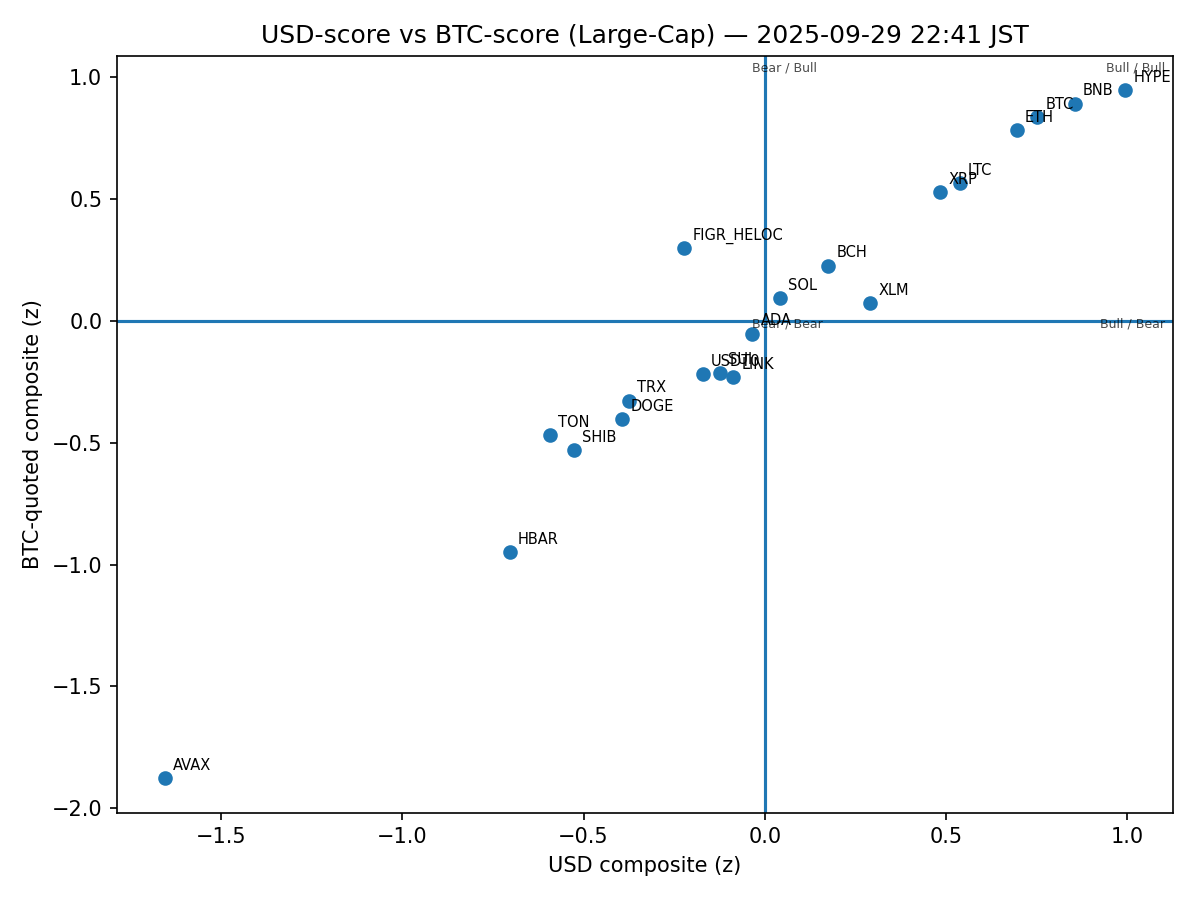 USD-score vs BTC-score (Large-Cap) — 2025-09-29 22:41 JST
Bear / Bull
Bull / Bull
HYPE
BNB
BTC
ETH
LTC
XRP
FIGR_HELOC
BCH
SOL
XLM
ADA
Bear / Bear
Bull / Bear
USDT0
SUI
LINK
TRX
DOGE
TON
SHIB
HBAR
AVAX
1.0
0.5
0.0
−0.5
−1.0
−1.5
−2.0
BTC-quoted composite (z)
−1.5
−1.0
−0.5
0.0
0.5
1.0
USD composite (z)